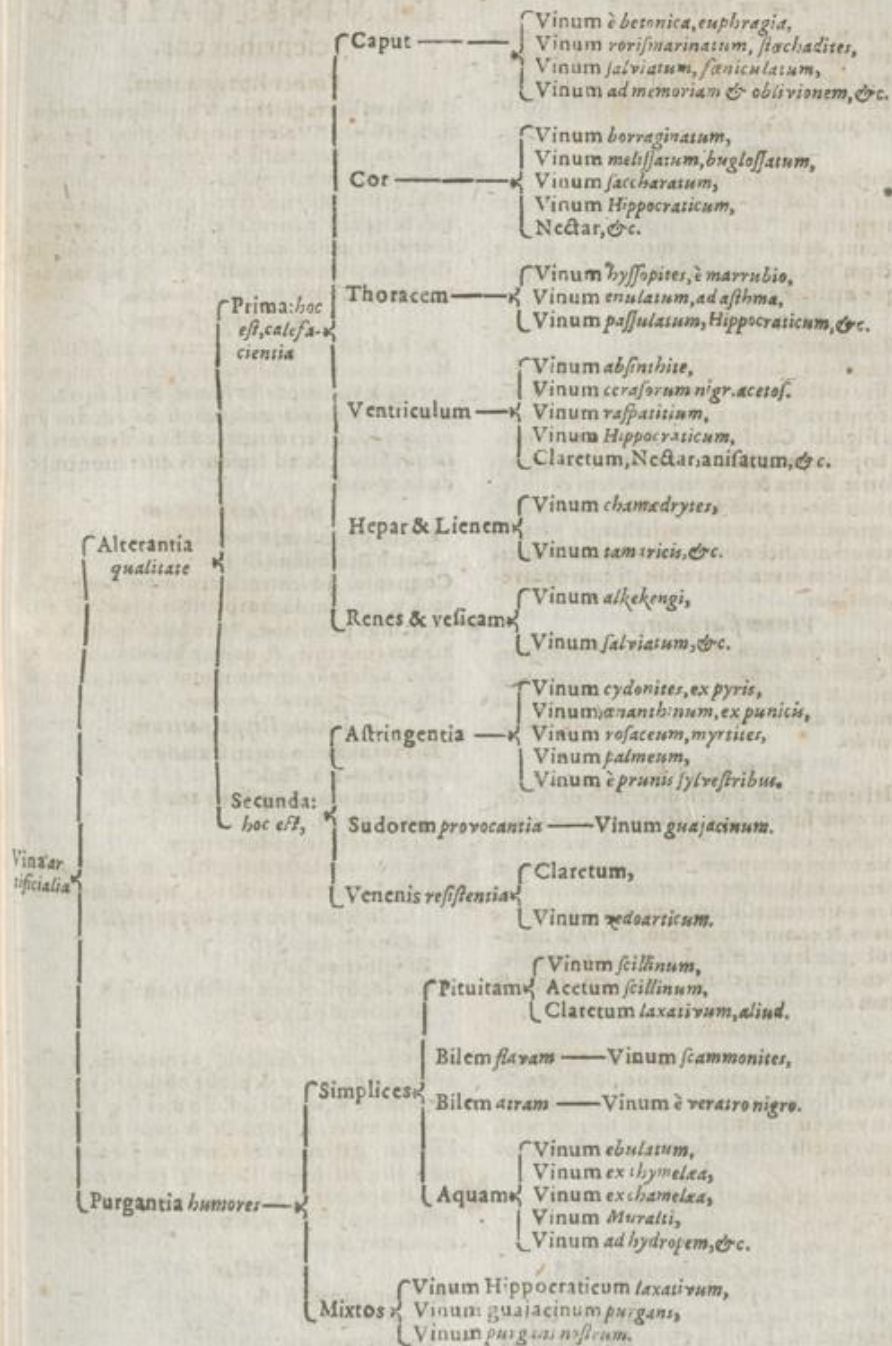 Caput
Vinum è betonica, euphragia,
Vinum rorismarinatum, stœchadites,
Vinum salviatum, fœniculatum,
Vinum ad memoriam & oblivionem, &c.
Cor
Vinum borraginatum,
Vinum melissatum, buglossatum,
Vinum saccharatum,
Vinum Hippocraticum,
Nectar, &c.
Prima: hoc
est, calefa-
cientia
Thoracem
Vinum hyssopites, è marrubio,
Vinum enulatum, ad asthma,
Vinum passulatum, Hippocraticum, &c.
Ventriculum
Vinum absinthite,
Vinum cerasorum nigr. acetos.
Vinum raspatitium,
Vinum Hippocraticum,
Claretum, Nectar, anisatum, &c.
Alterantia
qualitate
Hepar & Lienem
Vinum chamædrytes,
Vinum tamaricis, &c.
Renes & vesicam
Vinum alkekengi,
Vinum salviatum, &c.
Secunda:
hoc est,
Astringentia
Vinum cydonites, ex pyris,
Vinum œnanthinum, ex punicis,
Vinum rosaceum, myrtites,
Vinum palmeum,
Vinum è prunis sylvestribus.
Sudorem provocantia
Vinum guajacinum.
Vina ar
tificialia
Venenis resistentia
Claretum,
Vinum zedoarticum.
Purgantia humores
Simplices
Pituitam
Vinum scillinum,
Acetum scillinum,
Claretum laxativum, aliud.
Bilem flavam
Vinum scammonites,
Bilem atram
Vinum è veratro nigro.
Aquam
Vinum ebulatum,
Vinum ex thymelæa,
Vinum ex chamelæa,
Vinum Muralti,
Vinum ad hydropem, &c.
Mixtos
Vinum Hippocraticum laxativum,
Vinum guajacinum purgans,
Vinum purgans nostrum.